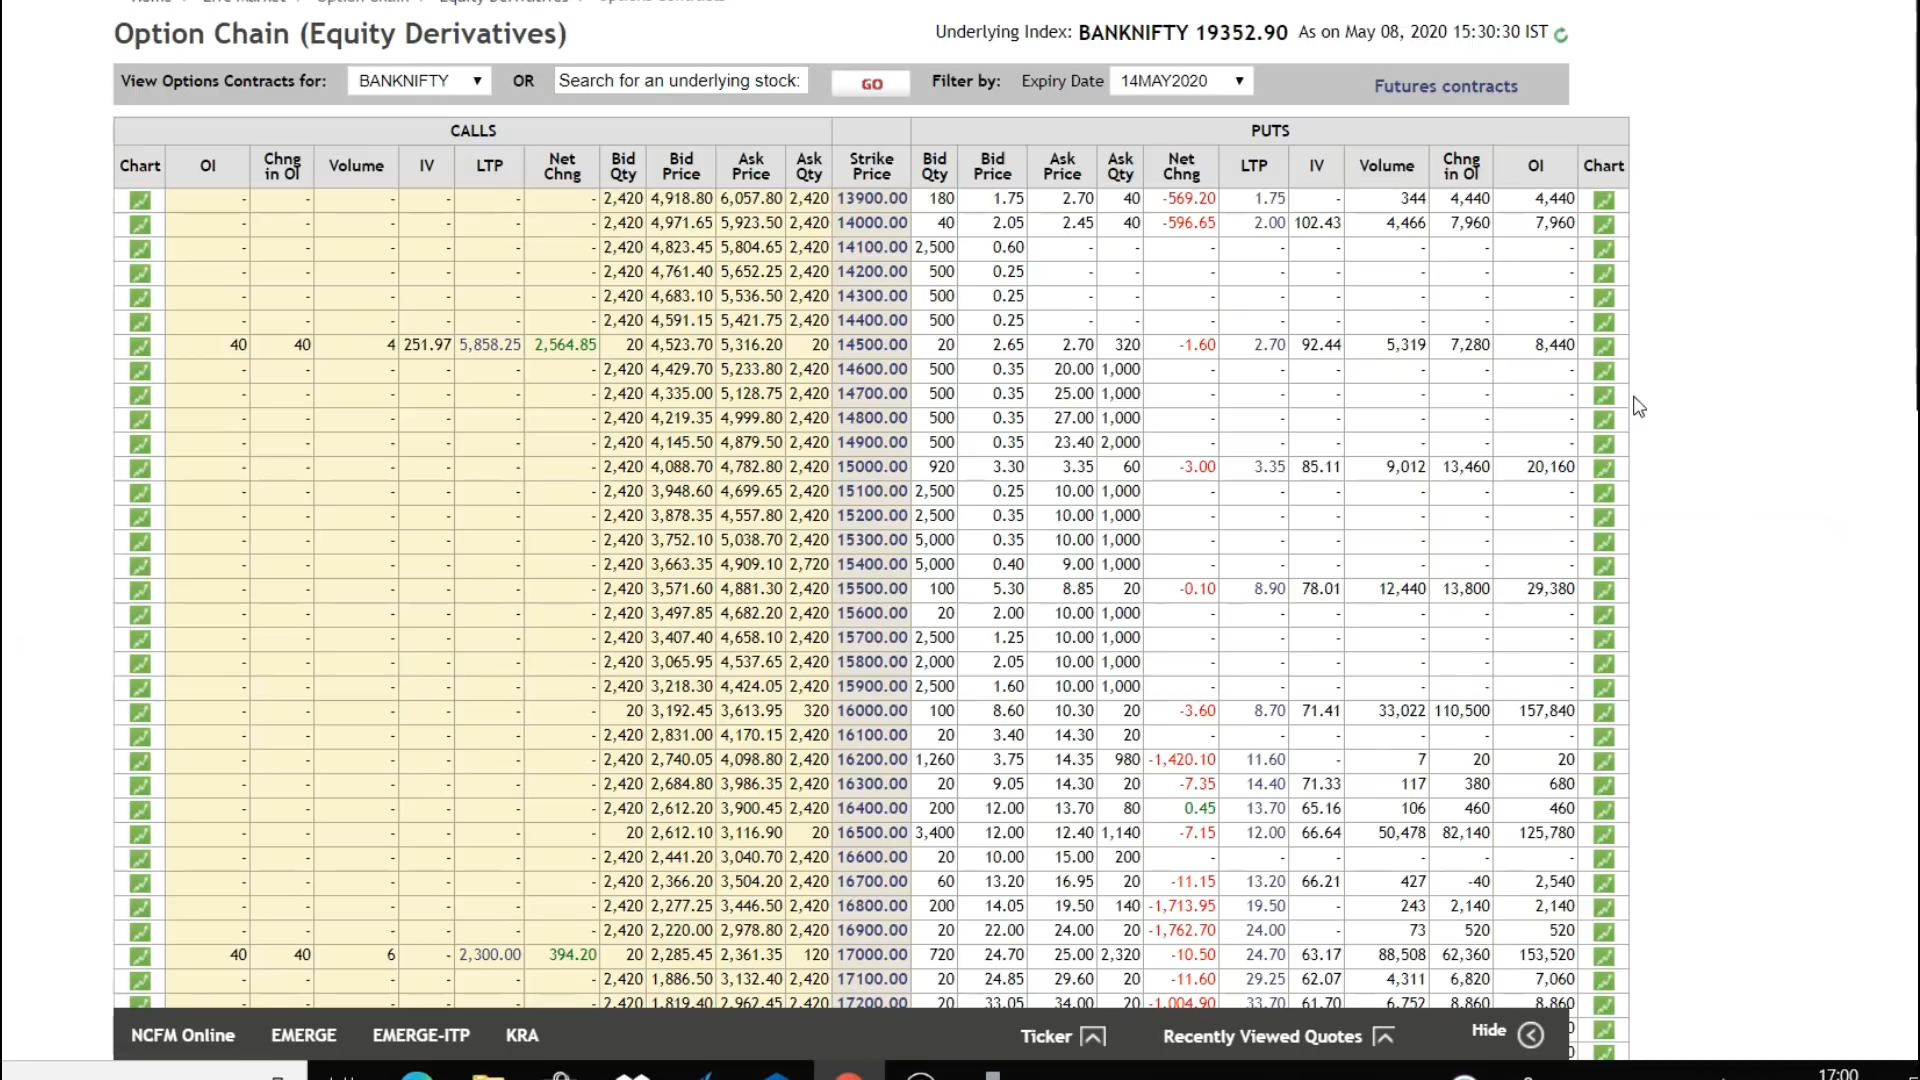 Option Chain (Equity Derivatives)
Underlying Index: BANKNIFTY 19352.90 As on May 08, 2020 15:30:30 IST
View Options Contracts for: BANKNIFTY OR Search for an underlying stock: GO Filter by: Expiry Date 14MAY2020 Futures contracts
CALLS PUTS
Chart OI Chng in OI Volume IV LTP Net Chng Bid Qty Bid Price Ask Price Ask Qty Strike Price Bid Qty Bid Price Ask Price Ask Qty Net Chng LTP IV Volume Chng in OI OI Chart
- - - - - - 2,420 4,918.80 6,057.80 2,420 13900.00 180 1.75 2.70 40 -569.20 1.75 - 344 4,440 4,440
- - - - - - 2,420 4,971.65 5,923.50 2,420 14000.00 40 2.05 2.45 40 -596.65 2.00 102.43 4,466 7,960 7,960
- - - - - - 2,420 4,823.45 5,804.65 2,420 14100.00 2,500 0.60 - - - - - - - -
- - - - - - 2,420 4,761.40 5,652.25 2,420 14200.00 500 0.25 - - - - - - - -
- - - - - - 2,420 4,683.10 5,536.50 2,420 14300.00 500 0.25 - - - - - - - -
- - - - - - 2,420 4,591.15 5,421.75 2,420 14400.00 500 0.25 - - - - - - - -
40 40 4 251.97 5,858.25 2,564.85 20 4,523.70 5,316.20 20 14500.00 20 2.65 2.70 320 -1.60 2.70 92.44 5,319 7,280 8,440
- - - - - - 2,420 4,429.70 5,233.80 2,420 14600.00 500 0.35 20.00 1,000 - - - - - -
- - - - - - 2,420 4,335.00 5,128.75 2,420 14700.00 500 0.35 25.00 1,000 - - - - - -
- - - - - - 2,420 4,219.35 4,999.80 2,420 14800.00 500 0.35 27.00 1,000 - - - - - -
- - - - - - 2,420 4,145.50 4,879.50 2,420 14900.00 500 0.35 23.40 2,000 - - - - - -
- - - - - - 2,420 4,088.70 4,782.80 2,420 15000.00 920 3.30 3.35 60 -3.00 3.35 85.11 9,012 13,460 20,160
- - - - - - 2,420 3,948.60 4,699.65 2,420 15100.00 2,500 0.25 10.00 1,000 - - - - - -
- - - - - - 2,420 3,878.35 4,557.80 2,420 15200.00 2,500 0.35 10.00 1,000 - - - - - -
- - - - - - 2,420 3,752.10 5,038.70 2,420 15300.00 5,000 0.35 10.00 1,000 - - - - - -
- - - - - - 2,420 3,663.35 4,909.10 2,720 15400.00 5,000 0.40 9.00 1,000 - - - - - -
- - - - - - 2,420 3,571.60 4,881.30 2,420 15500.00 100 5.30 8.85 20 -0.10 8.90 78.01 12,440 13,800 29,380
- - - - - - 2,420 3,497.85 4,682.20 2,420 15600.00 20 2.00 10.00 1,000 - - - - - -
- - - - - - 2,420 3,407.40 4,658.10 2,420 15700.00 2,500 1.25 10.00 1,000 - - - - - -
- - - - - - 2,420 3,065.95 4,537.65 2,420 15800.00 2,000 2.05 10.00 1,000 - - - - - -
- - - - - - 2,420 3,218.30 4,424.05 2,420 15900.00 2,500 1.60 10.00 1,000 - - - - - -
- - - - - - 20 3,192.45 3,613.95 320 16000.00 100 8.60 10.30 20 -3.60 8.70 71.41 33,022 110,500 157,840
- - - - - - 2,420 2,831.00 4,170.15 2,420 16100.00 20 3.40 14.30 20 - - - - - -
- - - - - - 2,420 2,740.05 4,098.80 2,420 16200.00 1,260 3.75 14.35 980 -1,420.10 11.60 - 7 20 20
- - - - - - 2,420 2,684.80 3,986.35 2,420 16300.00 20 9.05 14.30 20 -7.35 14.40 71.33 117 380 680
- - - - - - 2,420 2,612.20 3,900.45 2,420 16400.00 200 12.00 13.70 80 0.45 13.70 65.16 106 460 460
- - - - - - 20 2,612.10 3,116.90 20 16500.00 3,400 12.00 12.40 1,140 -7.15 12.00 66.64 50,478 82,140 125,780
- - - - - - 2,420 2,441.20 3,040.70 2,420 16600.00 20 10.00 15.00 200 - - - - - -
- - - - - - 2,420 2,366.20 3,504.20 2,420 16700.00 60 13.20 16.95 20 -11.15 13.20 66.21 427 -40 2,540
- - - - - - 2,420 2,277.25 3,446.50 2,420 16800.00 200 14.05 19.50 140 -1,713.95 19.50 - 243 2,140 2,140
- - - - - - 2,420 2,220.00 2,978.80 2,420 16900.00 20 22.00 24.00 20 -1,762.70 24.00 - 73 520 520
40 40 6 - 2,300.00 394.20 20 2,285.45 2,361.35 120 17000.00 720 24.70 25.00 2,320 -10.50 24.70 63.17 88,508 62,360 153,520
- - - - - - 2,420 1,886.50 3,132.40 2,420 17100.00 20 24.85 29.60 20 -11.60 29.25 62.07 4,311 6,820 7,060
- - - - - - 2,420 1,819.40 2,962.45 2,420 17200.00 20 33.05 34.00 20 -1,004.90 33.70 61.70 6,752 8,860 8,860
NCFM Online EMERGE EMERGE-ITP KRA Ticker Recently Viewed Quotes Hide
17:00